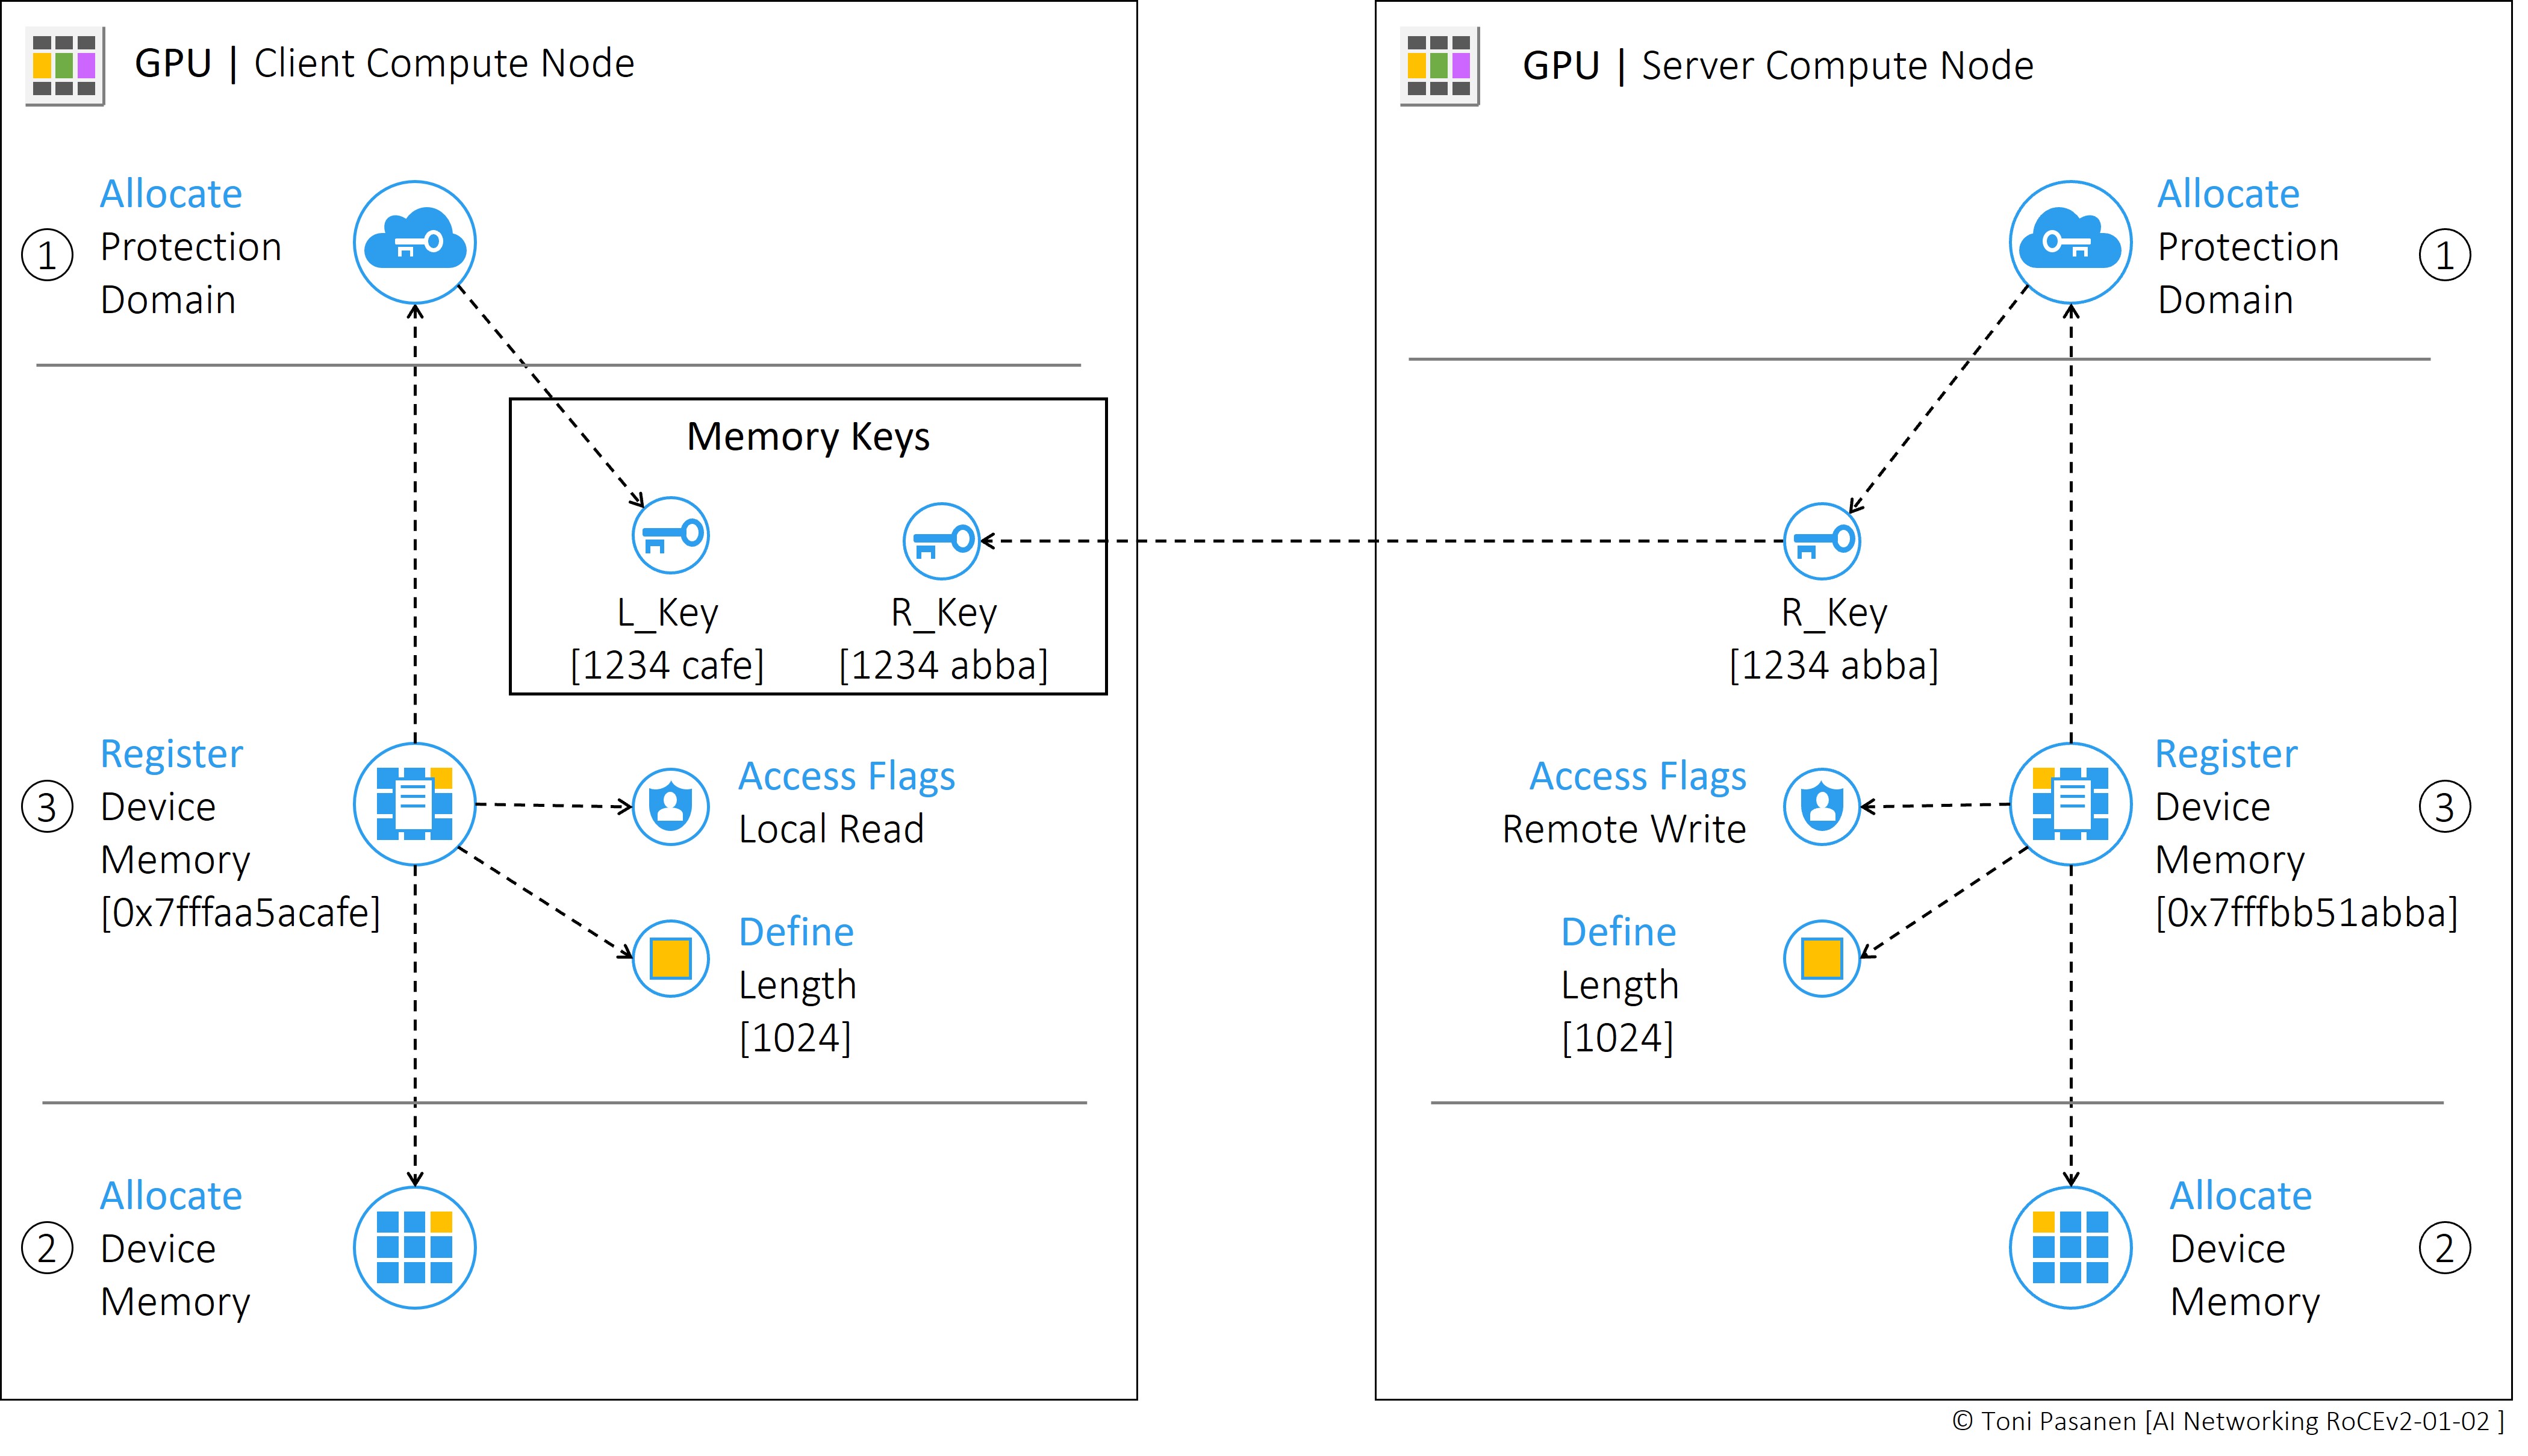 GPU | Client Compute Node
Allocate
Protection
Domain
1
Memory Keys
L_Key
[1234 cafe]
R_Key
[1234 abba]
Register
Device
Memory
[0x7fffaa5acafe]
3
Access Flags
Local Read
Define
Length
[1024]
Allocate
Device
Memory
2
GPU | Server Compute Node
Allocate
Protection
Domain
1
R_Key
[1234 abba]
Access Flags
Remote Write
Define
Length
[1024]
Register
Device
Memory
[0x7fffbb51abba]
3
Allocate
Device
Memory
2
© Toni Pasanen [AI Networking RoCEv2-01-02 ]